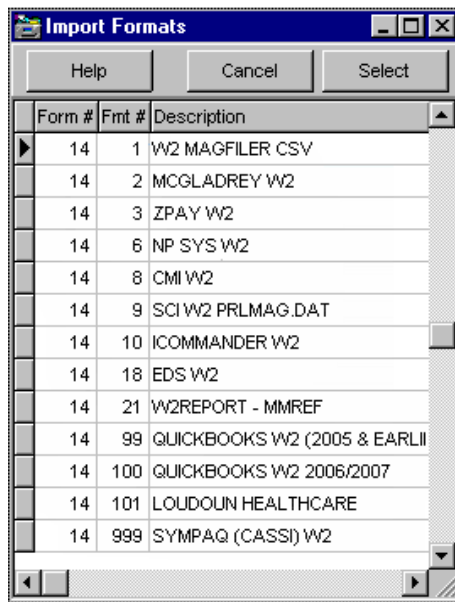 Import Formats
Help Cancel Select
Form # Fmt # Description
14 1 W2 MAGFILER CSV
14 2 MCGLADREY W2
14 3 ZPAY W2
14 6 NP SYS W2
14 8 CMI W2
14 9 SCI W2 PRLMAG.DAT
14 10 ICOMMANDER W2
14 18 EDS W2
14 21 W2REPORT - MMREF
14 99 QUICKBOOKS W2 (2005 & EARLI
14 100 QUICKBOOKS W2 2006/2007
14 101 LOUDOUN HEALTHCARE
14 999 SYMPAQ (CASSI) W2